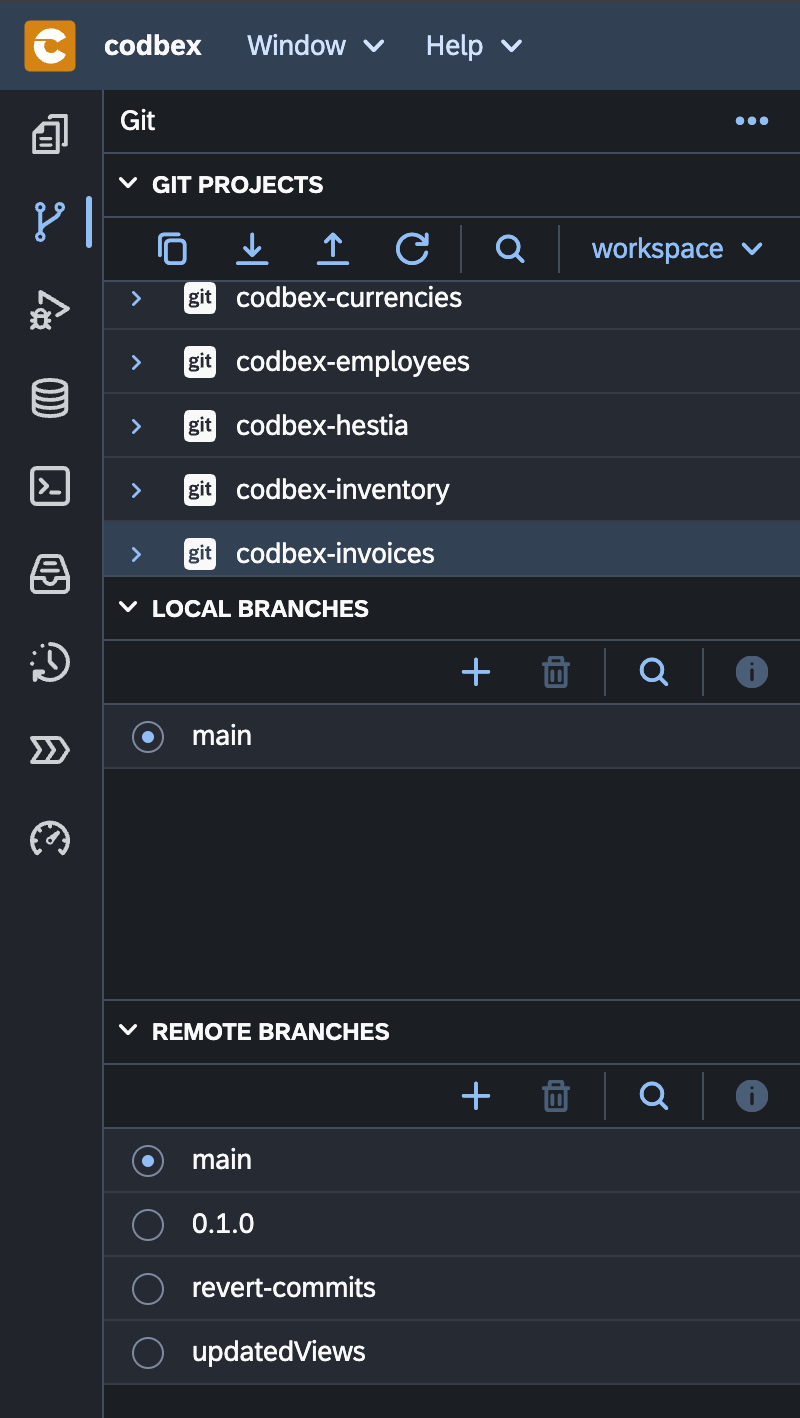 codbex Window Help
Git
GIT PROJECTS
workspace
git codbex-currencies
git codbex-employees
git codbex-hestia
git codbex-inventory
git codbex-invoices
LOCAL BRANCHES
main
REMOTE BRANCHES
main
0.1.0
revert-commits
updatedViews